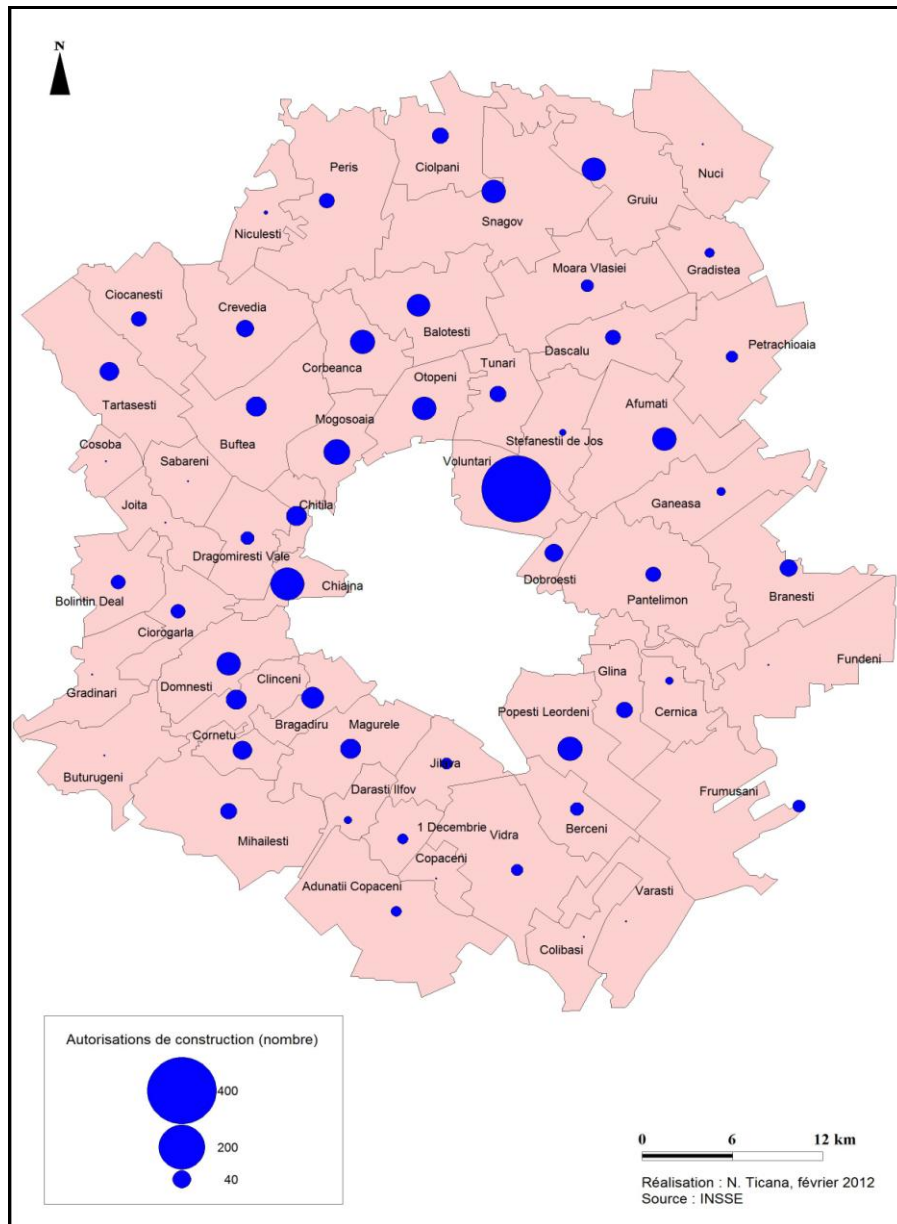 N
Peris
Ciolpani
Nuci
Gruiu
Snagov
Niculesti
Moara Vlasiei
Gradistea
Ciocanesti
Crevedia
Balotesti
Petrachioaia
Dascalu
Corbeanca
Tunari
Otopeni
Tartasesti
Afumati
Mogosoaia
Buftea
Stefanestii de Jos
Cosoba
Voluntari
Sabareni
Ganeasa
Joita
Chitila
Dragomiresti Vale
Dobroesti
Chiajna
Pantelimon
Branesti
Bolintin Deal
Ciorogarla
Fundeni
Glina
Clinceni
Domnesti
Gradinari
Cernica
Popesti Leordeni
Bragadiru
Magurele
Cornetu
Buturugeni
Jilava
Darasti Ilfov
Frumusani
1 Decembrie
Berceni
Vidra
Mihailesti
Copaceni
Adunatii Copaceni
Varasti
Colibasi
Autorisations de construction (nombre)
400
200
40
0 6 12 km
Réalisation : N. Ticana, février 2012
Source : INSSE